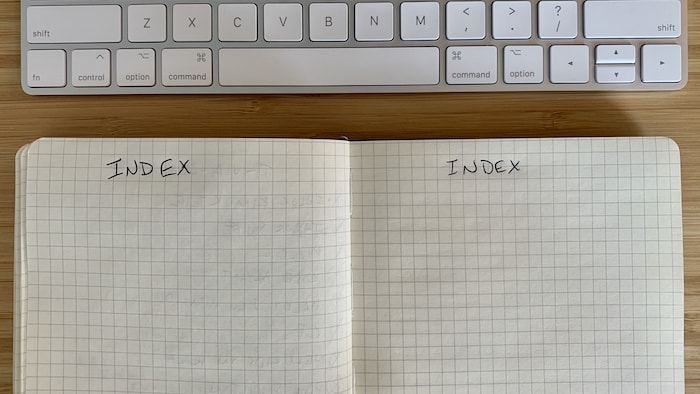 shift Z X C V B N M < , > . ? / shift
fn control option ⌘ command ⌘ command option
INDEX INDEX